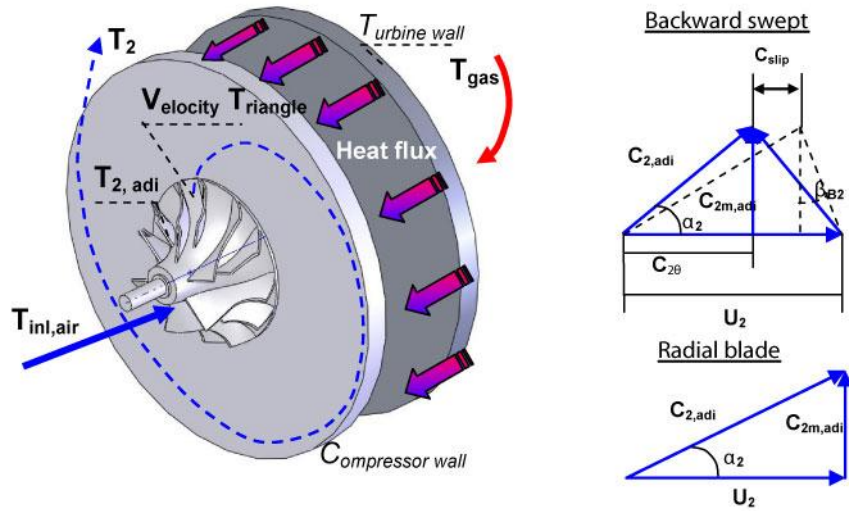 T2
Tturbine wall
Tgas
Velocity Triangle
Heat flux
T2, adi
Tinl,air
Compressor wall
Backward swept
Cslip
C2,adi
C2m,adi
βB2
α2
C2θ
U2
Radial blade
C2,adi
C2m,adi
α2
U2